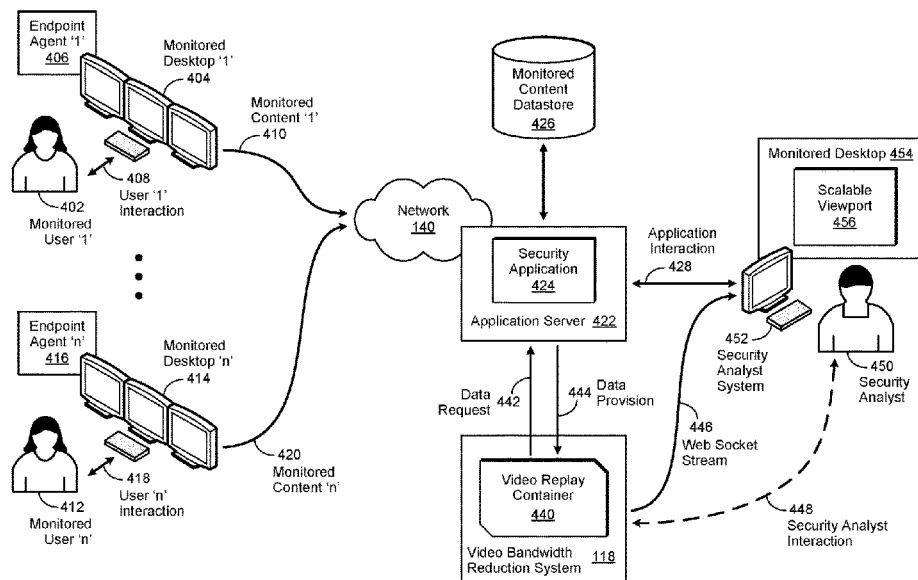 Endpoint
Agent '1'
406
Monitored
Desktop '1'
404
Monitored
Content '1'
410
408
User '1'
Interaction
402
Monitored
User '1'
Endpoint
Agent 'n'
416
Monitored
Desktop 'n'
414
418
User 'n'
Interaction
412
Monitored
User 'n'
420
Monitored
Content 'n'
Network
140
Monitored
Content
Datastore
426
Security
Application
424
Application Server 422
Application
Interaction
428
Monitored Desktop 454
Scalable
Viewport
456
452
Security
Analyst
System
450
Security
Analyst
Data
Request
442
444
Data
Provision
446
Web Socket
Stream
Video Replay
Container
440
Video Bandwidth
Reduction System 118
448
Security Analyst
Interaction